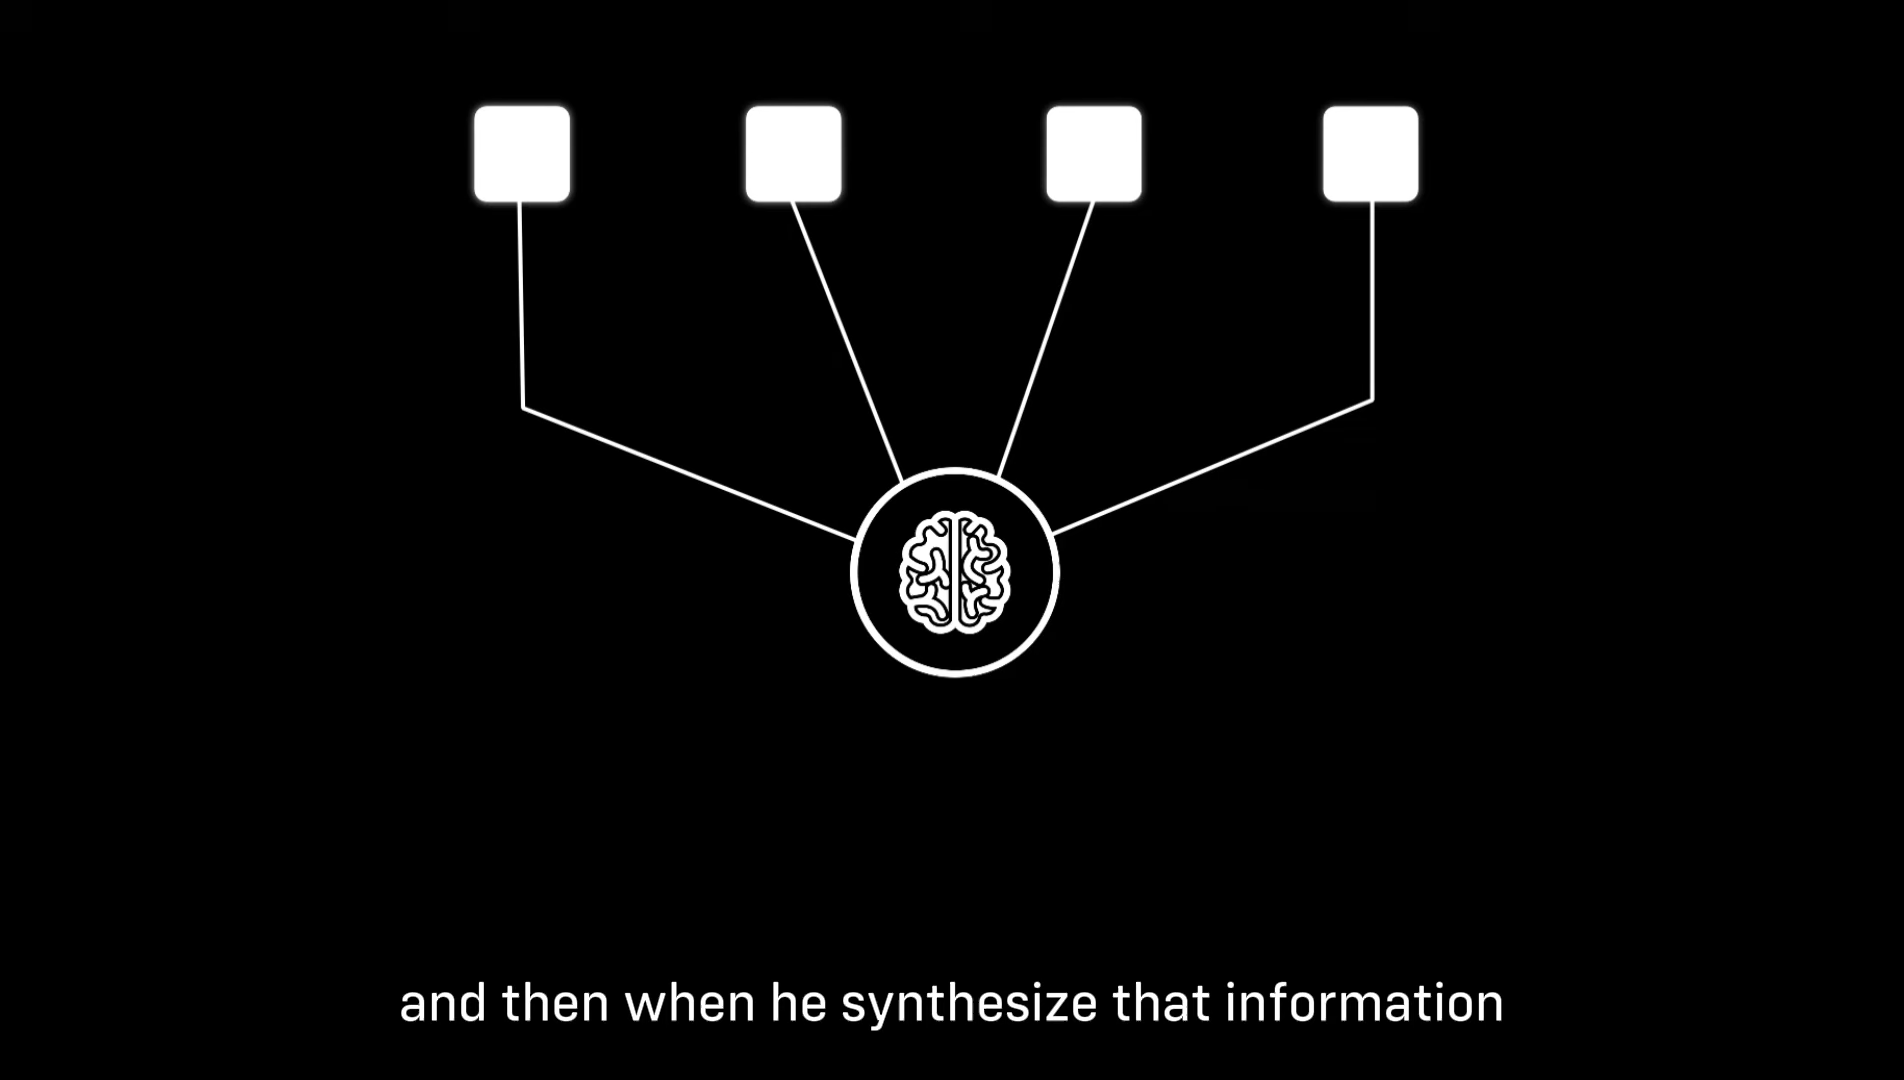 and then when he synthesize that information